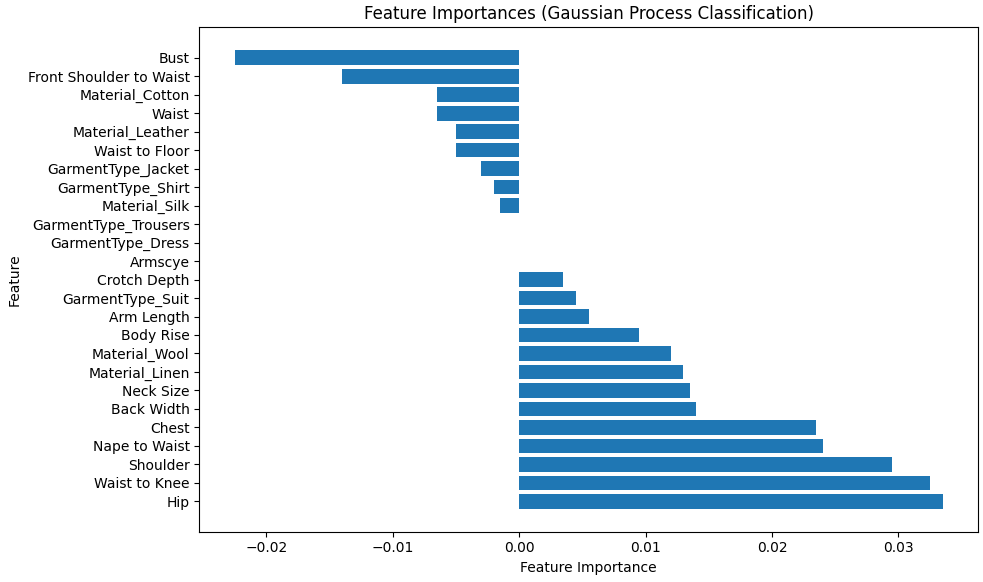 Feature Importances (Gaussian Process Classification)
Bust
Front Shoulder to Waist
Material_Cotton
Waist
Material_Leather
Waist to Floor
GarmentType_Jacket
GarmentType_Shirt
Material_Silk
GarmentType_Trousers
GarmentType_Dress
Armscye
Crotch Depth
GarmentType_Suit
Arm Length
Body Rise
Material_Wool
Material_Linen
Neck Size
Back Width
Chest
Nape to Waist
Shoulder
Waist to Knee
Hip
Feature
−0.02 −0.01 0.00 0.01 0.02 0.03
Feature Importance